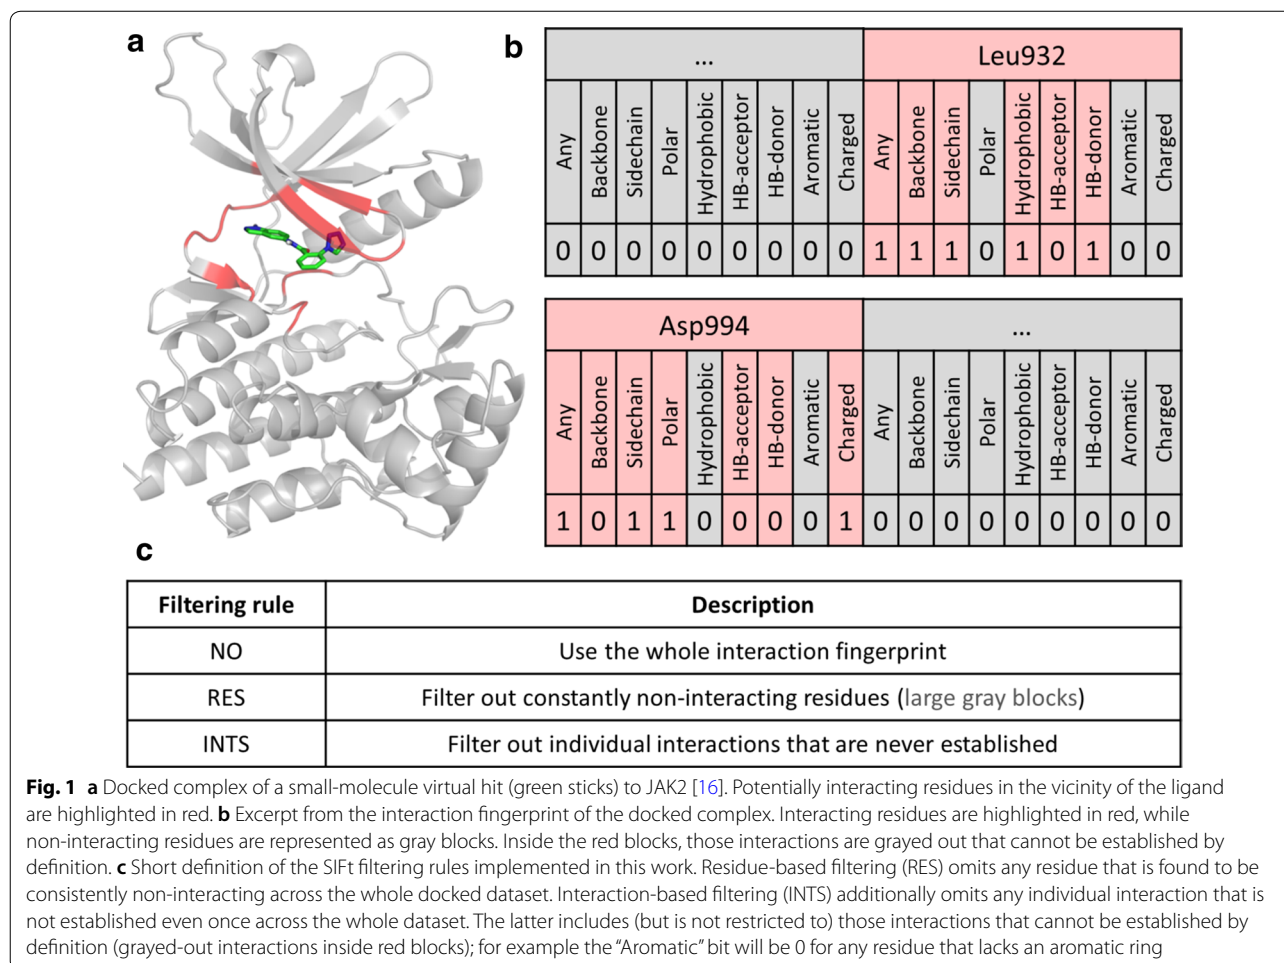 a
b
... Leu932
Any Backbone Sidechain Polar Hydrophobic HB-acceptor HB-donor Aromatic Charged Any Backbone Sidechain Polar Hydrophobic HB-acceptor HB-donor Aromatic Charged
0 0 0 0 0 0 0 0 0 1 1 1 0 1 0 1 0 0
Asp994 ...
Any Backbone Sidechain Polar Hydrophobic HB-acceptor HB-donor Aromatic Charged Any Backbone Sidechain Polar Hydrophobic HB-acceptor HB-donor Aromatic Charged
1 0 1 1 0 0 0 0 1 0 0 0 0 0 0 0 0 0
c
Filtering rule Description
NO Use the whole interaction fingerprint
RES Filter out constantly non-interacting residues (large gray blocks)
INTS Filter out individual interactions that are never established
Fig. 1 a Docked complex of a small-molecule virtual hit (green sticks) to JAK2 [16]. Potentially interacting residues in the vicinity of the ligand
are highlighted in red. b Excerpt from the interaction fingerprint of the docked complex. Interacting residues are highlighted in red, while
non-interacting residues are represented as gray blocks. Inside the red blocks, those interactions are grayed out that cannot be established by
definition. c Short definition of the SIFt filtering rules implemented in this work. Residue-based filtering (RES) omits any residue that is found to be
consistently non-interacting across the whole docked dataset. Interaction-based filtering (INTS) additionally omits any individual interaction that is
not established even once across the whole dataset. The latter includes (but is not restricted to) those interactions that cannot be established by
definition (grayed-out interactions inside red blocks); for example the “Aromatic” bit will be 0 for any residue that lacks an aromatic ring